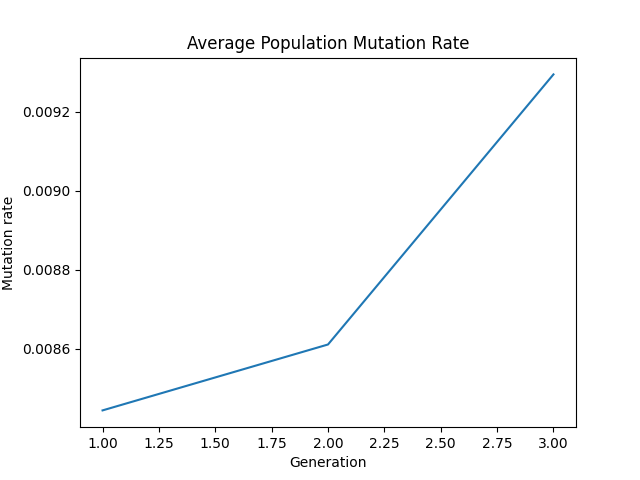 Average Population Mutation Rate
Mutation rate
0.0092
0.0090
0.0088
0.0086
1.00 1.25 1.50 1.75 2.00 2.25 2.50 2.75 3.00
Generation